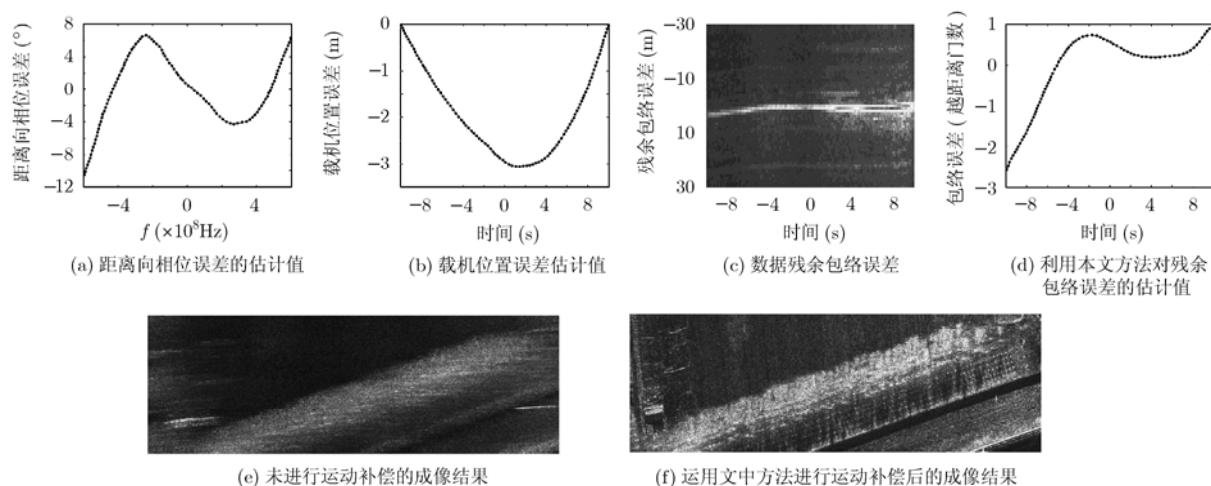 距离向相位误差 (°)
8
4
0
−4
−8
−12
−4
0
4
f (×10⁸Hz)
(a) 距离向相位误差的估计值
载机位置误差 (m)
0
−1
−2
−3
−8
−4
0
4
8
时间 (s)
(b) 载机位置误差估计值
残余包络误差 (m)
−30
−10
10
30
−8
−4
0
4
8
时间 (s)
(c) 数据残余包络误差
包络误差 ( 越距离门数)
1
0
−1
−2
−3
−8
−4
0
4
8
时间 (s)
(d) 利用本文方法对残余
包络误差的估计值
(e) 未进行运动补偿的成像结果
(f) 运用文中方法进行运动补偿后的成像结果